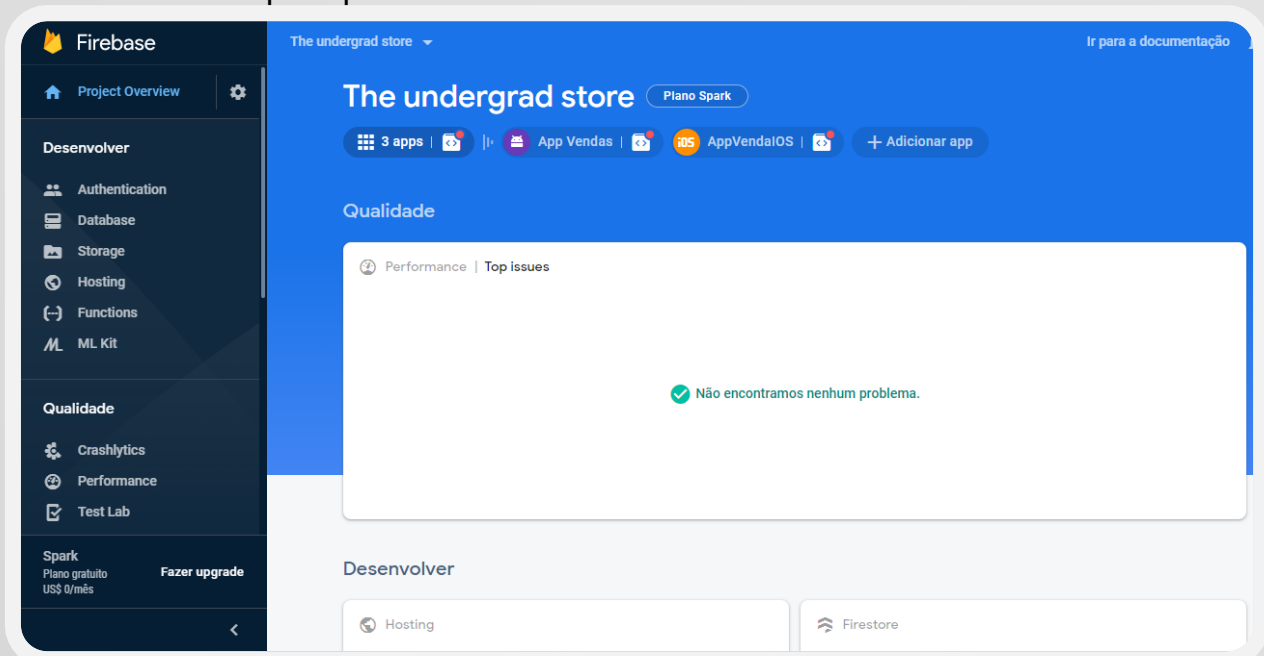 Firebase
Project Overview
Desenvolver
Authentication
Database
Storage
Hosting
Functions
ML Kit
Qualidade
Crashlytics
Performance
Test Lab
Spark
Plano gratuito
US$ 0/mês
Fazer upgrade
The undergrad store
Ir para a documentação
The undergrad store Plano Spark
3 apps | App Vendas | iOS AppVendaIOS | + Adicionar app
Qualidade
Performance | Top issues
Não encontramos nenhum problema.
Desenvolver
Hosting
Firestore